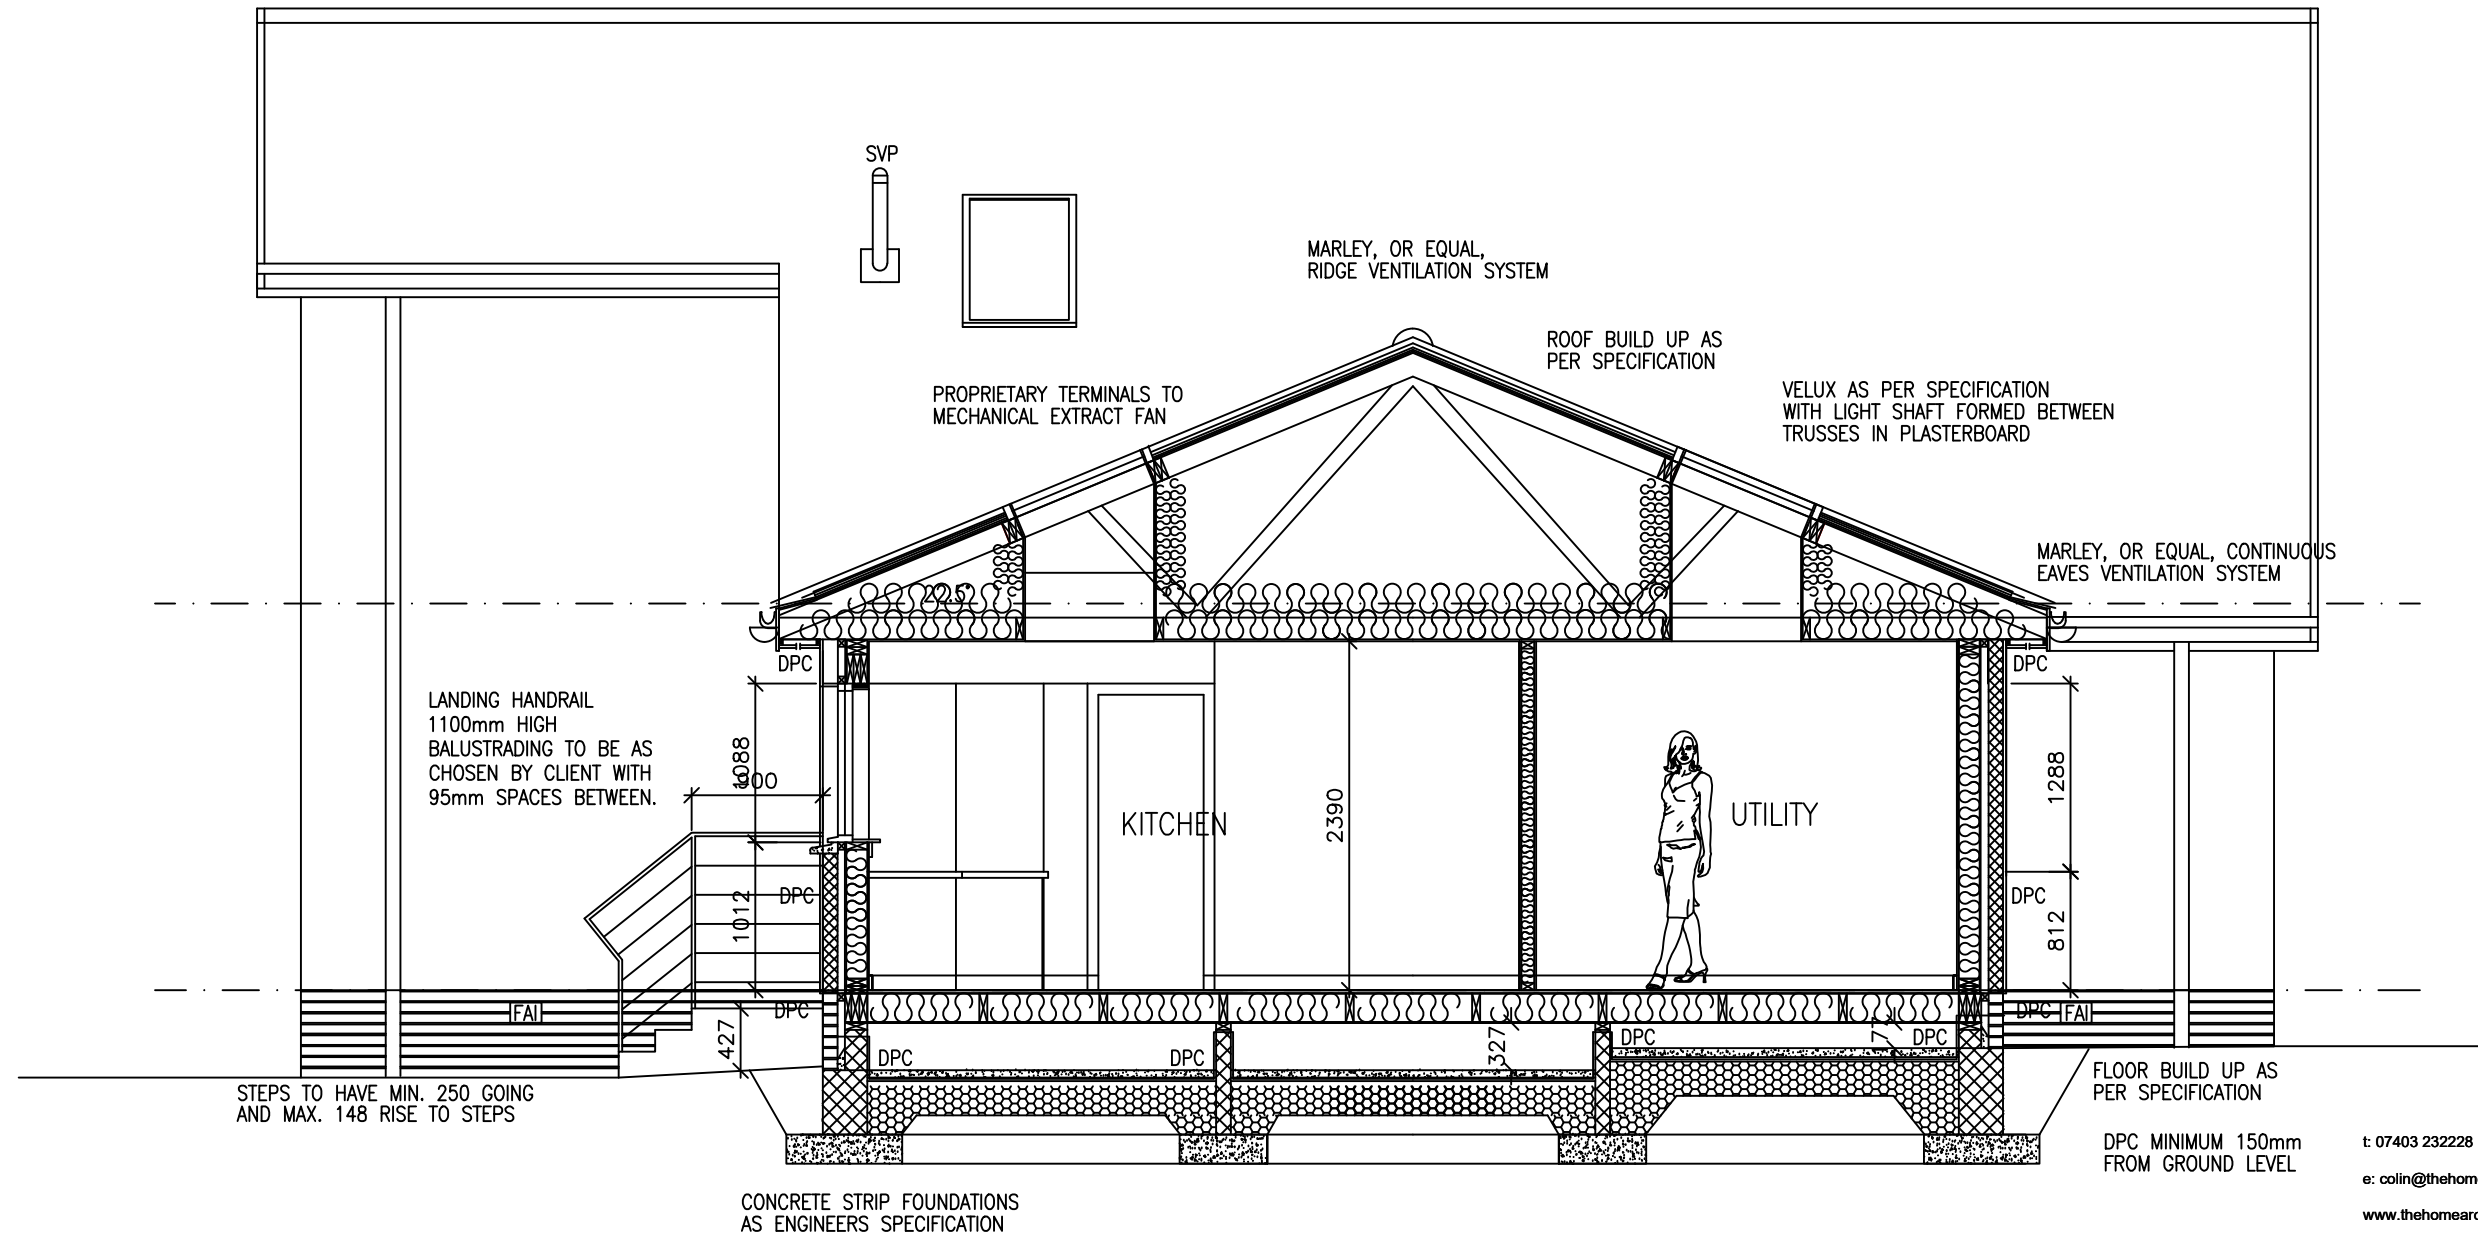 SVP
MARLEY, OR EQUAL,
RIDGE VENTILATION SYSTEM
ROOF BUILD UP AS
PER SPECIFICATION
PROPRIETARY TERMINALS TO
MECHANICAL EXTRACT FAN
VELUX AS PER SPECIFICATION
WITH LIGHT SHAFT FORMED BETWEEN
TRUSSES IN PLASTERBOARD
MARLEY, OR EQUAL, CONTINUOUS
EAVES VENTILATION SYSTEM
22.5°
DPC
DPC
LANDING HANDRAIL
1100mm HIGH
BALUSTRADING TO BE AS
CHOSEN BY CLIENT WITH
95mm SPACES BETWEEN.
1088
900
KITCHEN
2390
UTILITY
1288
1012
DPC
DPC
812
FAI
DPC
DPC
FAI
427
DPC
DPC
327
DPC
177
DPC
STEPS TO HAVE MIN. 250 GOING
AND MAX. 148 RISE TO STEPS
FLOOR BUILD UP AS
PER SPECIFICATION
DPC MINIMUM 150mm
FROM GROUND LEVEL
CONCRETE STRIP FOUNDATIONS
AS ENGINEERS SPECIFICATION
t: 07403 232228
e: colin@thehom
www.thehomearc